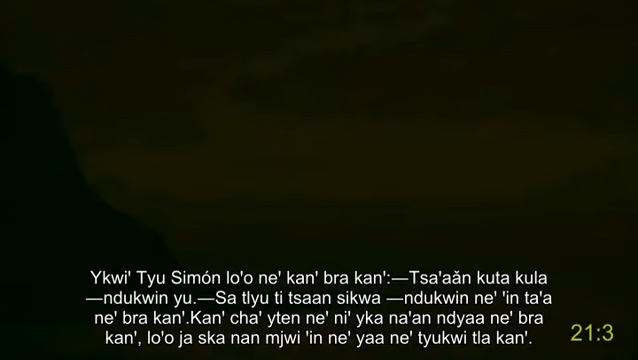 Ykwi' Tyu Simón lo'o ne' kan' bra kan':—Tsa'aǎn kuta kula
—ndukwin yu.—Sa tlyu ti tsaan sikwa —ndukwin ne' 'in ta'a
ne' bra kan'.Kan' cha' yten ne' ni' yka na'an ndyaa ne' bra
kan', lo'o ja ska nan mjwi 'in ne' yaa ne' tyukwi tla kan'.
21:3